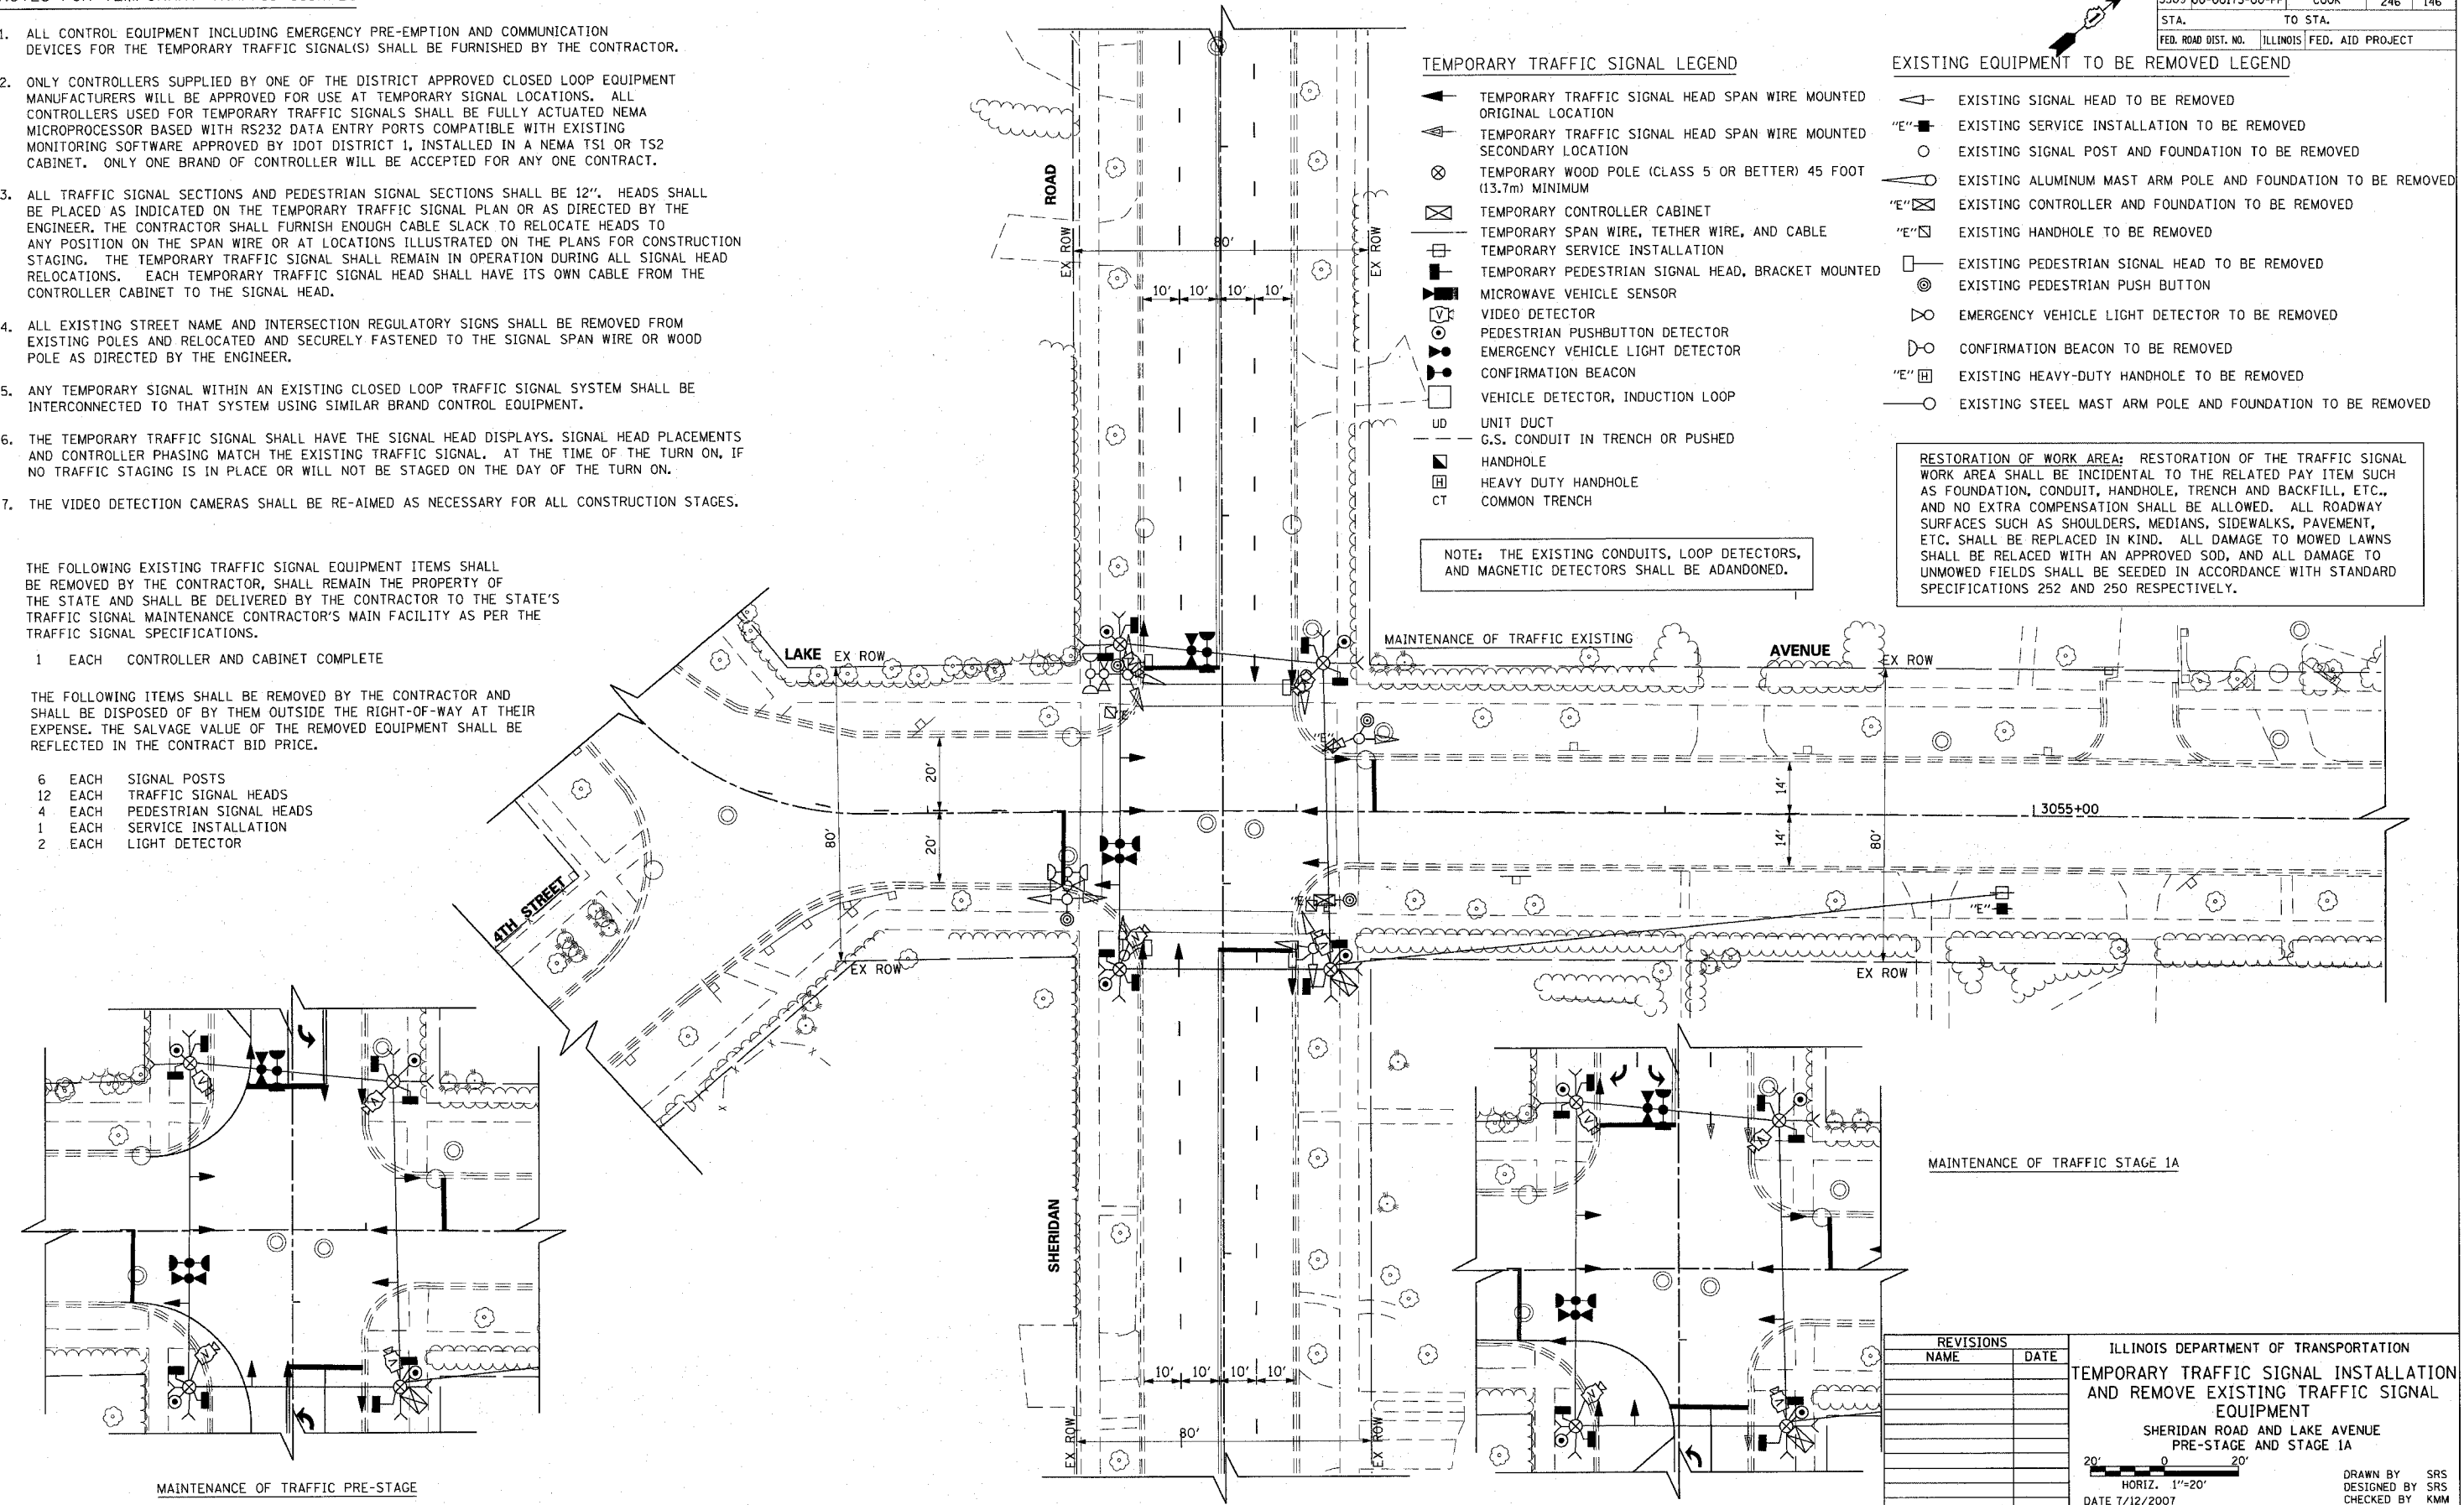 1. ALL CONTROL EQUIPMENT INCLUDING EMERGENCY PRE-EMPTION AND COMMUNICATION
DEVICES FOR THE TEMPORARY TRAFFIC SIGNAL(S) SHALL BE FURNISHED BY THE CONTRACTOR.
2. ONLY CONTROLLERS SUPPLIED BY ONE OF THE DISTRICT APPROVED CLOSED LOOP EQUIPMENT
MANUFACTURERS WILL BE APPROVED FOR USE AT TEMPORARY SIGNAL LOCATIONS. ALL
CONTROLLERS USED FOR TEMPORARY TRAFFIC SIGNALS SHALL BE FULLY ACTUATED NEMA
MICROPROCESSOR BASED WITH RS232 DATA ENTRY PORTS COMPATIBLE WITH EXISTING
MONITORING SOFTWARE APPROVED BY IDOT DISTRICT 1, INSTALLED IN A NEMA TS1 OR TS2
CABINET. ONLY ONE BRAND OF CONTROLLER WILL BE ACCEPTED FOR ANY ONE CONTRACT.
3. ALL TRAFFIC SIGNAL SECTIONS AND PEDESTRIAN SIGNAL SECTIONS SHALL BE 12". HEADS SHALL
BE PLACED AS INDICATED ON THE TEMPORARY TRAFFIC SIGNAL PLAN OR AS DIRECTED BY THE
ENGINEER. THE CONTRACTOR SHALL FURNISH ENOUGH CABLE SLACK TO RELOCATE HEADS TO
ANY POSITION ON THE SPAN WIRE OR AT LOCATIONS ILLUSTRATED ON THE PLANS FOR CONSTRUCTION
STAGING. THE TEMPORARY TRAFFIC SIGNAL SHALL REMAIN IN OPERATION DURING ALL SIGNAL HEAD
RELOCATIONS. EACH TEMPORARY TRAFFIC SIGNAL HEAD SHALL HAVE ITS OWN CABLE FROM THE
CONTROLLER CABINET TO THE SIGNAL HEAD.
4. ALL EXISTING STREET NAME AND INTERSECTION REGULATORY SIGNS SHALL BE REMOVED FROM
EXISTING POLES AND RELOCATED AND SECURELY FASTENED TO THE SIGNAL SPAN WIRE OR WOOD
POLE AS DIRECTED BY THE ENGINEER.
5. ANY TEMPORARY SIGNAL WITHIN AN EXISTING CLOSED LOOP TRAFFIC SIGNAL SYSTEM SHALL BE
INTERCONNECTED TO THAT SYSTEM USING SIMILAR BRAND CONTROL EQUIPMENT.
6. THE TEMPORARY TRAFFIC SIGNAL SHALL HAVE THE SIGNAL HEAD DISPLAYS. SIGNAL HEAD PLACEMENTS
AND CONTROLLER PHASING MATCH THE EXISTING TRAFFIC SIGNAL. AT THE TIME OF THE TURN ON, IF
NO TRAFFIC STAGING IS IN PLACE OR WILL NOT BE STAGED ON THE DAY OF THE TURN ON.
7. THE VIDEO DETECTION CAMERAS SHALL BE RE-AIMED AS NECESSARY FOR ALL CONSTRUCTION STAGES.
THE FOLLOWING EXISTING TRAFFIC SIGNAL EQUIPMENT ITEMS SHALL
BE REMOVED BY THE CONTRACTOR, SHALL REMAIN THE PROPERTY OF
THE STATE AND SHALL BE DELIVERED BY THE CONTRACTOR TO THE STATE'S
TRAFFIC SIGNAL MAINTENANCE CONTRACTOR'S MAIN FACILITY AS PER THE
TRAFFIC SIGNAL SPECIFICATIONS.
1 EACH CONTROLLER AND CABINET COMPLETE
THE FOLLOWING ITEMS SHALL BE REMOVED BY THE CONTRACTOR AND
SHALL BE DISPOSED OF BY THEM OUTSIDE THE RIGHT-OF-WAY AT THEIR
EXPENSE. THE SALVAGE VALUE OF THE REMOVED EQUIPMENT SHALL BE
REFLECTED IN THE CONTRACT BID PRICE.
6 EACH SIGNAL POSTS
12 EACH TRAFFIC SIGNAL HEADS
4 EACH PEDESTRIAN SIGNAL HEADS
1 EACH SERVICE INSTALLATION
2 EACH LIGHT DETECTOR
TEMPORARY TRAFFIC SIGNAL LEGEND
TEMPORARY TRAFFIC SIGNAL HEAD SPAN WIRE MOUNTED
ORIGINAL LOCATION
TEMPORARY TRAFFIC SIGNAL HEAD SPAN WIRE MOUNTED
SECONDARY LOCATION
TEMPORARY WOOD POLE (CLASS 5 OR BETTER) 45 FOOT
(13.7m) MINIMUM
TEMPORARY CONTROLLER CABINET
TEMPORARY SPAN WIRE, TETHER WIRE, AND CABLE
TEMPORARY SERVICE INSTALLATION
TEMPORARY PEDESTRIAN SIGNAL HEAD, BRACKET MOUNTED
MICROWAVE VEHICLE SENSOR
V VIDEO DETECTOR
PEDESTRIAN PUSHBUTTON DETECTOR
EMERGENCY VEHICLE LIGHT DETECTOR
CONFIRMATION BEACON
VEHICLE DETECTOR, INDUCTION LOOP
UD UNIT DUCT
G.S. CONDUIT IN TRENCH OR PUSHED
HANDHOLE
H HEAVY DUTY HANDHOLE
CT COMMON TRENCH
NOTE: THE EXISTING CONDUITS, LOOP DETECTORS,
AND MAGNETIC DETECTORS SHALL BE ADANDONED.
COOK 246 146
STA. TO STA.
FED. ROAD DIST. NO. ILLINOIS FED. AID PROJECT
EXISTING EQUIPMENT TO BE REMOVED LEGEND
EXISTING SIGNAL HEAD TO BE REMOVED
"E" EXISTING SERVICE INSTALLATION TO BE REMOVED
EXISTING SIGNAL POST AND FOUNDATION TO BE REMOVED
EXISTING ALUMINUM MAST ARM POLE AND FOUNDATION TO BE REMOVED
"E" EXISTING CONTROLLER AND FOUNDATION TO BE REMOVED
"E" EXISTING HANDHOLE TO BE REMOVED
EXISTING PEDESTRIAN SIGNAL HEAD TO BE REMOVED
EXISTING PEDESTRIAN PUSH BUTTON
EMERGENCY VEHICLE LIGHT DETECTOR TO BE REMOVED
CONFIRMATION BEACON TO BE REMOVED
"E" H EXISTING HEAVY-DUTY HANDHOLE TO BE REMOVED
EXISTING STEEL MAST ARM POLE AND FOUNDATION TO BE REMOVED
RESTORATION OF WORK AREA: RESTORATION OF THE TRAFFIC SIGNAL
WORK AREA SHALL BE INCIDENTAL TO THE RELATED PAY ITEM SUCH
AS FOUNDATION, CONDUIT, HANDHOLE, TRENCH AND BACKFILL, ETC.,
AND NO EXTRA COMPENSATION SHALL BE ALLOWED. ALL ROADWAY
SURFACES SUCH AS SHOULDERS, MEDIANS, SIDEWALKS, PAVEMENT,
ETC. SHALL BE REPLACED IN KIND. ALL DAMAGE TO MOWED LAWNS
SHALL BE RELACED WITH AN APPROVED SOD, AND ALL DAMAGE TO
UNMOWED FIELDS SHALL BE SEEDED IN ACCORDANCE WITH STANDARD
SPECIFICATIONS 252 AND 250 RESPECTIVELY.
ROAD
EX ROW
80'
EX ROW
10' 10' 10' 10'
LAKE EX ROW
MAINTENANCE OF TRAFFIC EXISTING
AVENUE
EX ROW
"E"
"E"
20'
20'
80'
14'
14'
80'
3055+00
4TH STREET
EX ROW
"E"
"E"
EX ROW
SHERIDAN
10' 10' 10' 10'
EX ROW
80'
EX ROW
MAINTENANCE OF TRAFFIC PRE-STAGE
MAINTENANCE OF TRAFFIC STAGE 1A
REVISIONS
NAME DATE
ILLINOIS DEPARTMENT OF TRANSPORTATION
TEMPORARY TRAFFIC SIGNAL INSTALLATION
AND REMOVE EXISTING TRAFFIC SIGNAL
EQUIPMENT
SHERIDAN ROAD AND LAKE AVENUE
PRE-STAGE AND STAGE 1A
20' 0 20'
HORIZ. 1"=20'
DATE 7/12/2007
DRAWN BY SRS
DESIGNED BY SRS
CHECKED BY KMM